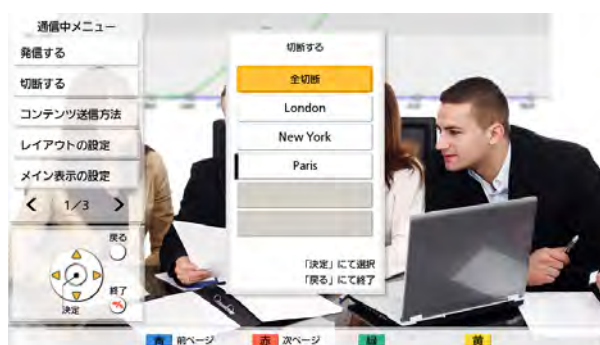 通信中メニュー
発信する
切断する
コンテンツ送信方法
レイアウトの設定
メイン表示の設定
1/3
戻る
終了
決定
切断する
全切断
London
New York
Paris
「決定」にて選択
「戻る」にて終了
青 前ページ 赤 次ページ 緑 黄